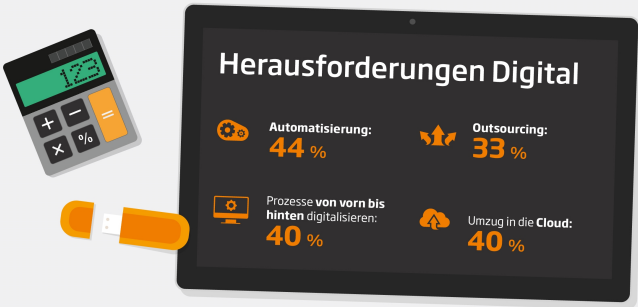 123
+ − =
× %
Herausforderungen Digital
Automatisierung:
44 %
Outsourcing:
33 %
Prozesse von vorn bis
hinten digitalisieren:
40 %
Umzug in die Cloud:
40 %